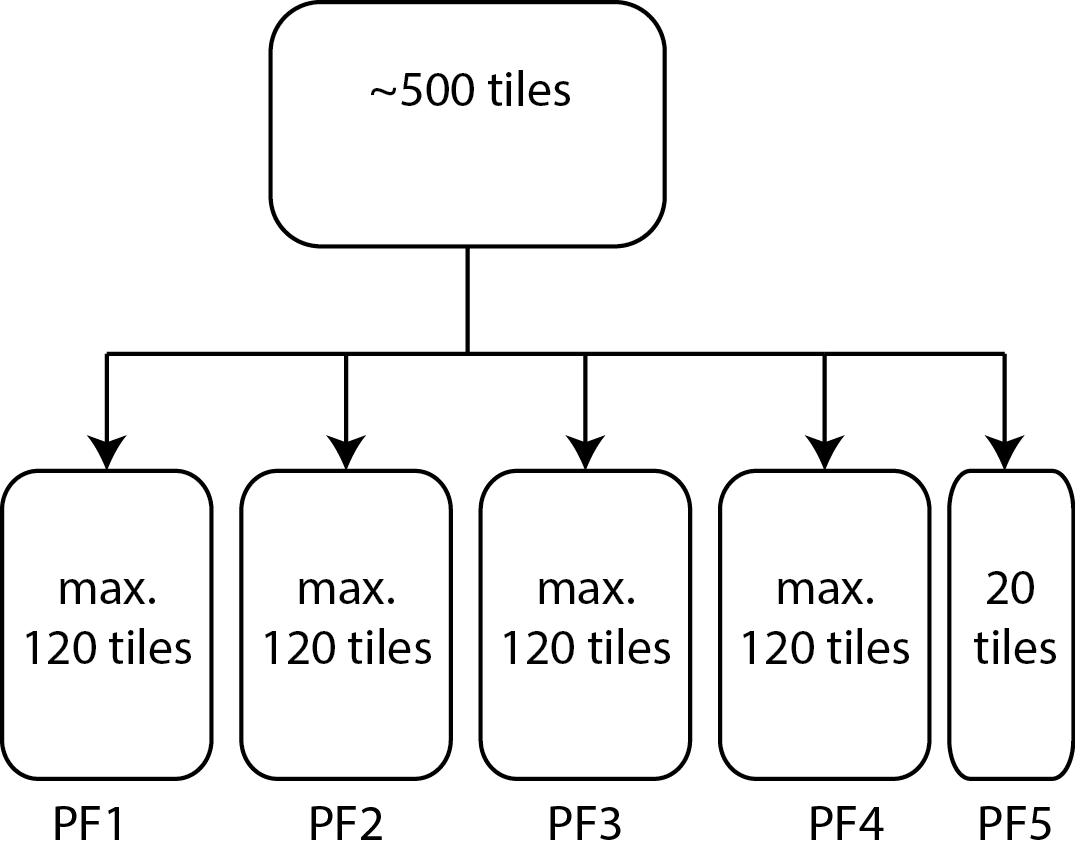 ~500 tiles
max.
120 tiles
max.
120 tiles
max.
120 tiles
max.
120 tiles
20
tiles
PF1
PF2
PF3
PF4
PF5